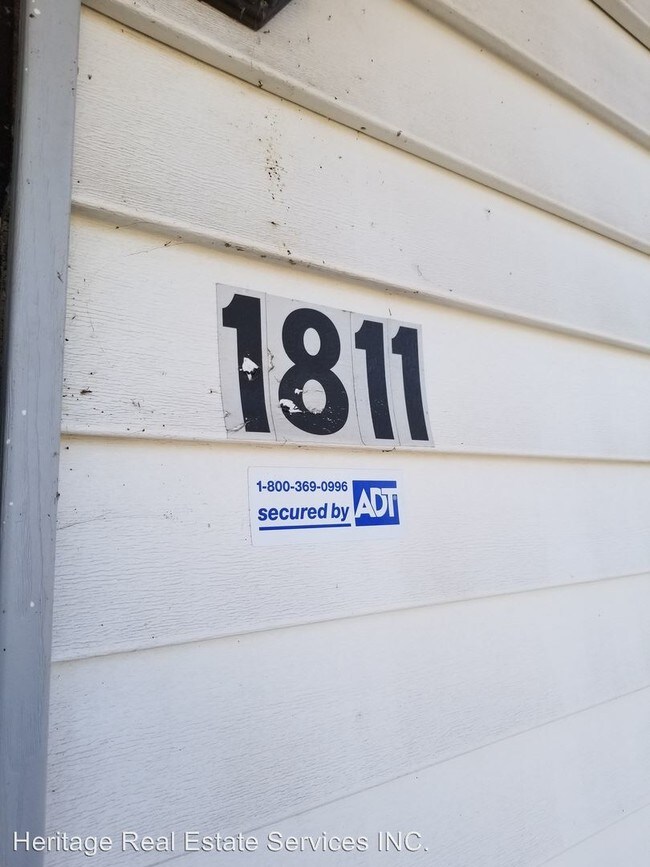 1811
1-800-369-0996
secured by ADT
Heritage Real Estate Services INC.